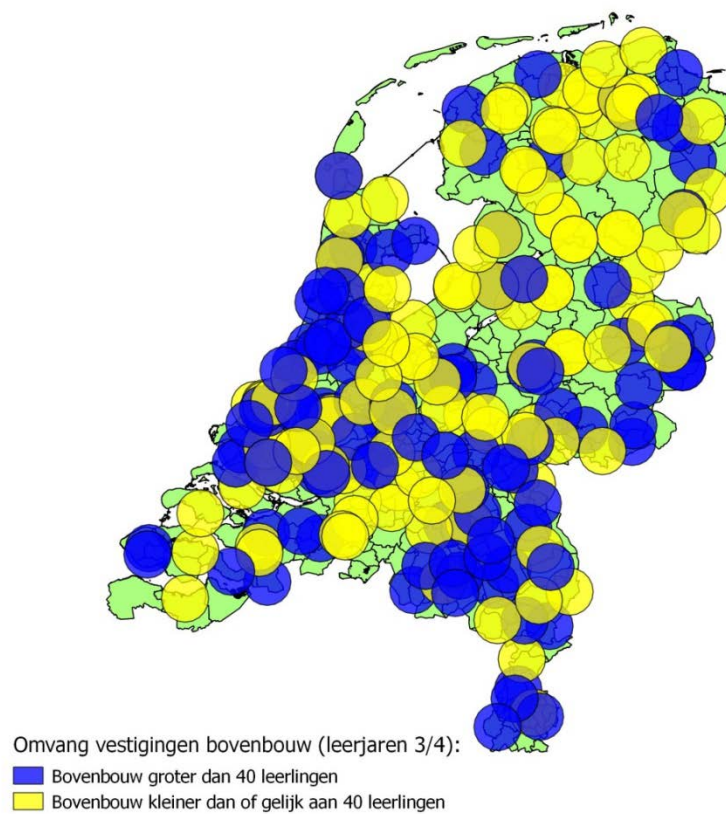 Omvang vestigingen bovenbouw (leerjaren 3/4):
Bovenbouw groter dan 40 leerlingen
Bovenbouw kleiner dan of gelijk aan 40 leerlingen